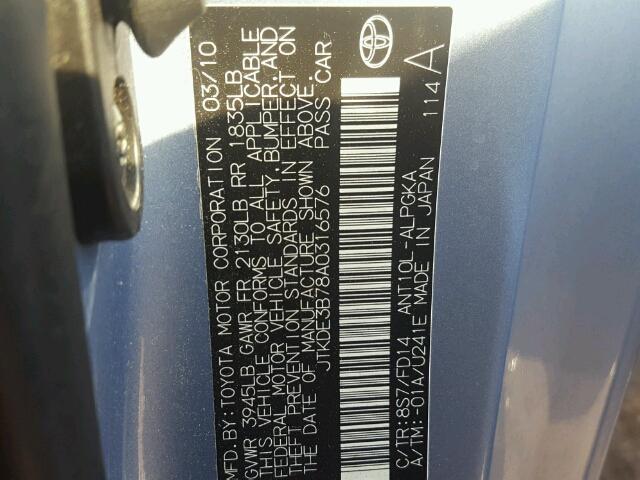 MFD. BY: TOYOTA MOTOR CORPORATION 03/10
GVWR 3945LB GAWR FR 2130LB RR 1835LB
THIS VEHICLE CONFORMS TO ALL APPLICABLE
FEDERAL MOTOR VEHICLE SAFETY, BUMPER, AND
THEFT PREVENTION STANDARDS IN EFFECT ON
THE DATE OF MANUFACTURE SHOWN ABOVE.
JTKDE3B78A0316576 PASS CAR
C/TR: 8S7/FD14 ANT10L-ALPGKA
A/TM: -01A/U241E MADE IN JAPAN 114A